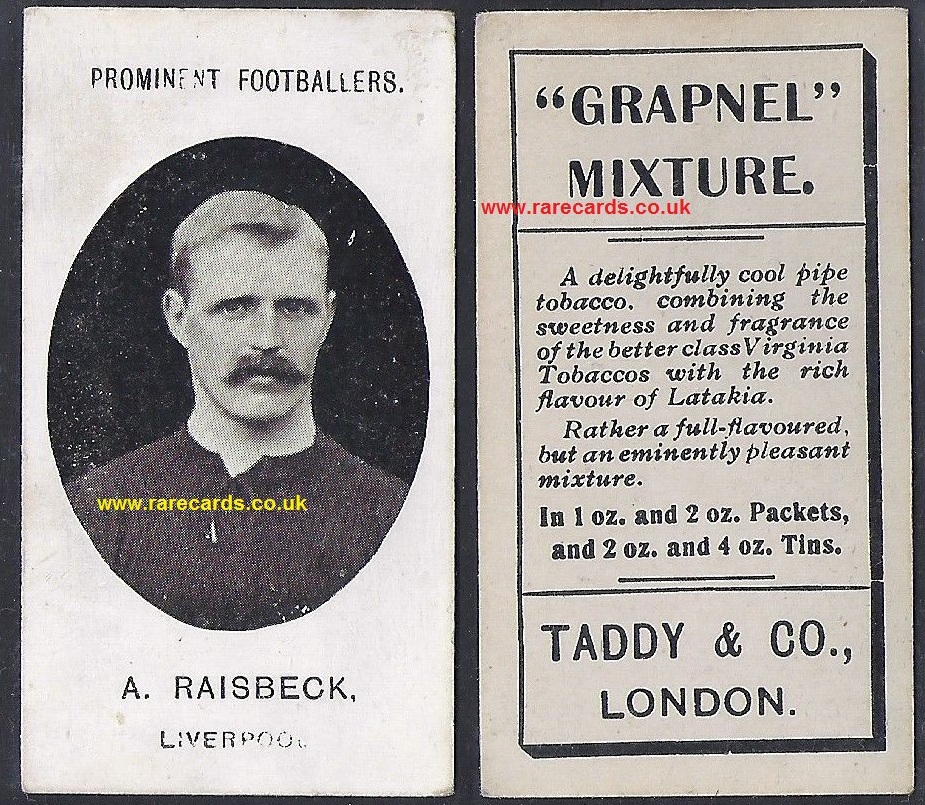 PROMINENT FOOTBALLERS.
www.rarecards.co.uk
A. RAISBECK,
LIVERPOOL
"GRAPNEL"
MIXTURE.
www.rarecards.co.uk
A delightfully cool pipe
tobacco, combining the
sweetness and fragrance
of the better class Virginia
Tobaccos with the rich
flavour of Latakia.
Rather a full-flavoured,
but an eminently pleasant
mixture.
In 1 oz. and 2 oz. Packets,
and 2 oz. and 4 oz. Tins.
TADDY & CO.,
LONDON.